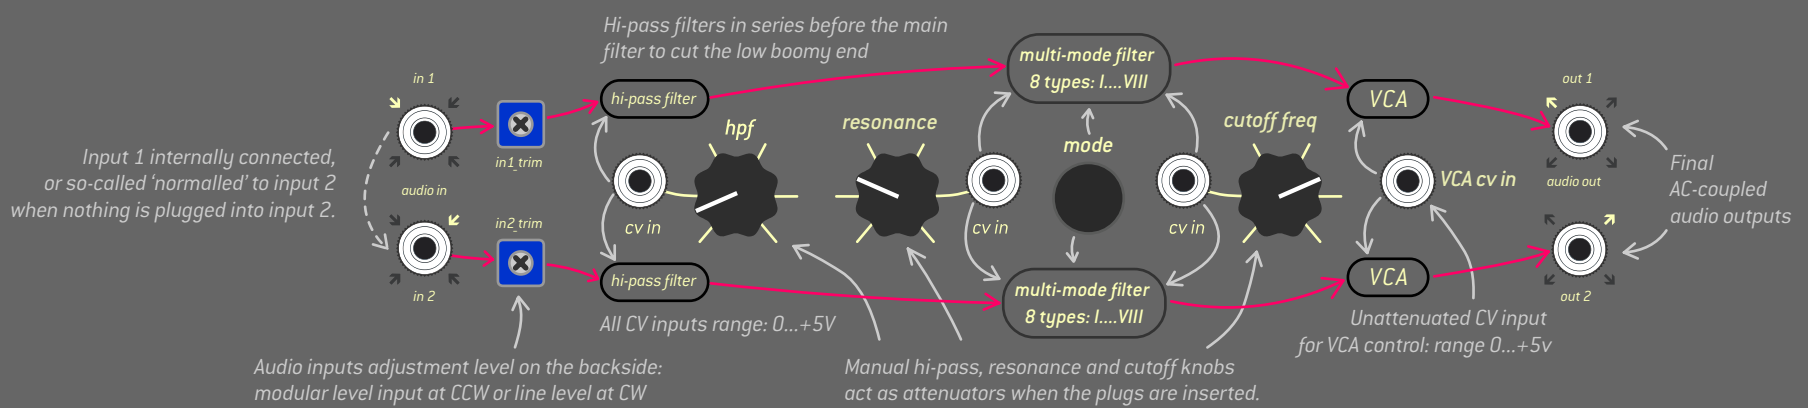 Hi-pass filters in series before the main
filter to cut the low boomy end
multi-mode filter
8 types: I....VIII
in 1
out 1
hi-pass filter
VCA
hpf
resonance
cutoff freq
mode
in1_trim
Input 1 internally connected,
or so-called ‘normalled’ to input 2
when nothing is plugged into input 2.
audio in
audio out
VCA cv in
Final
AC-coupled
audio outputs
in2_trim
cv in
cv in
cv in
hi-pass filter
multi-mode filter
8 types: I....VIII
VCA
in 2
out 2
All CV inputs range: 0...+5V
Unattenuated CV input
for VCA control: range 0...+5v
Audio inputs adjustment level on the backside:
modular level input at CCW or line level at CW
Manual hi-pass, resonance and cutoff knobs
act as attenuators when the plugs are inserted.